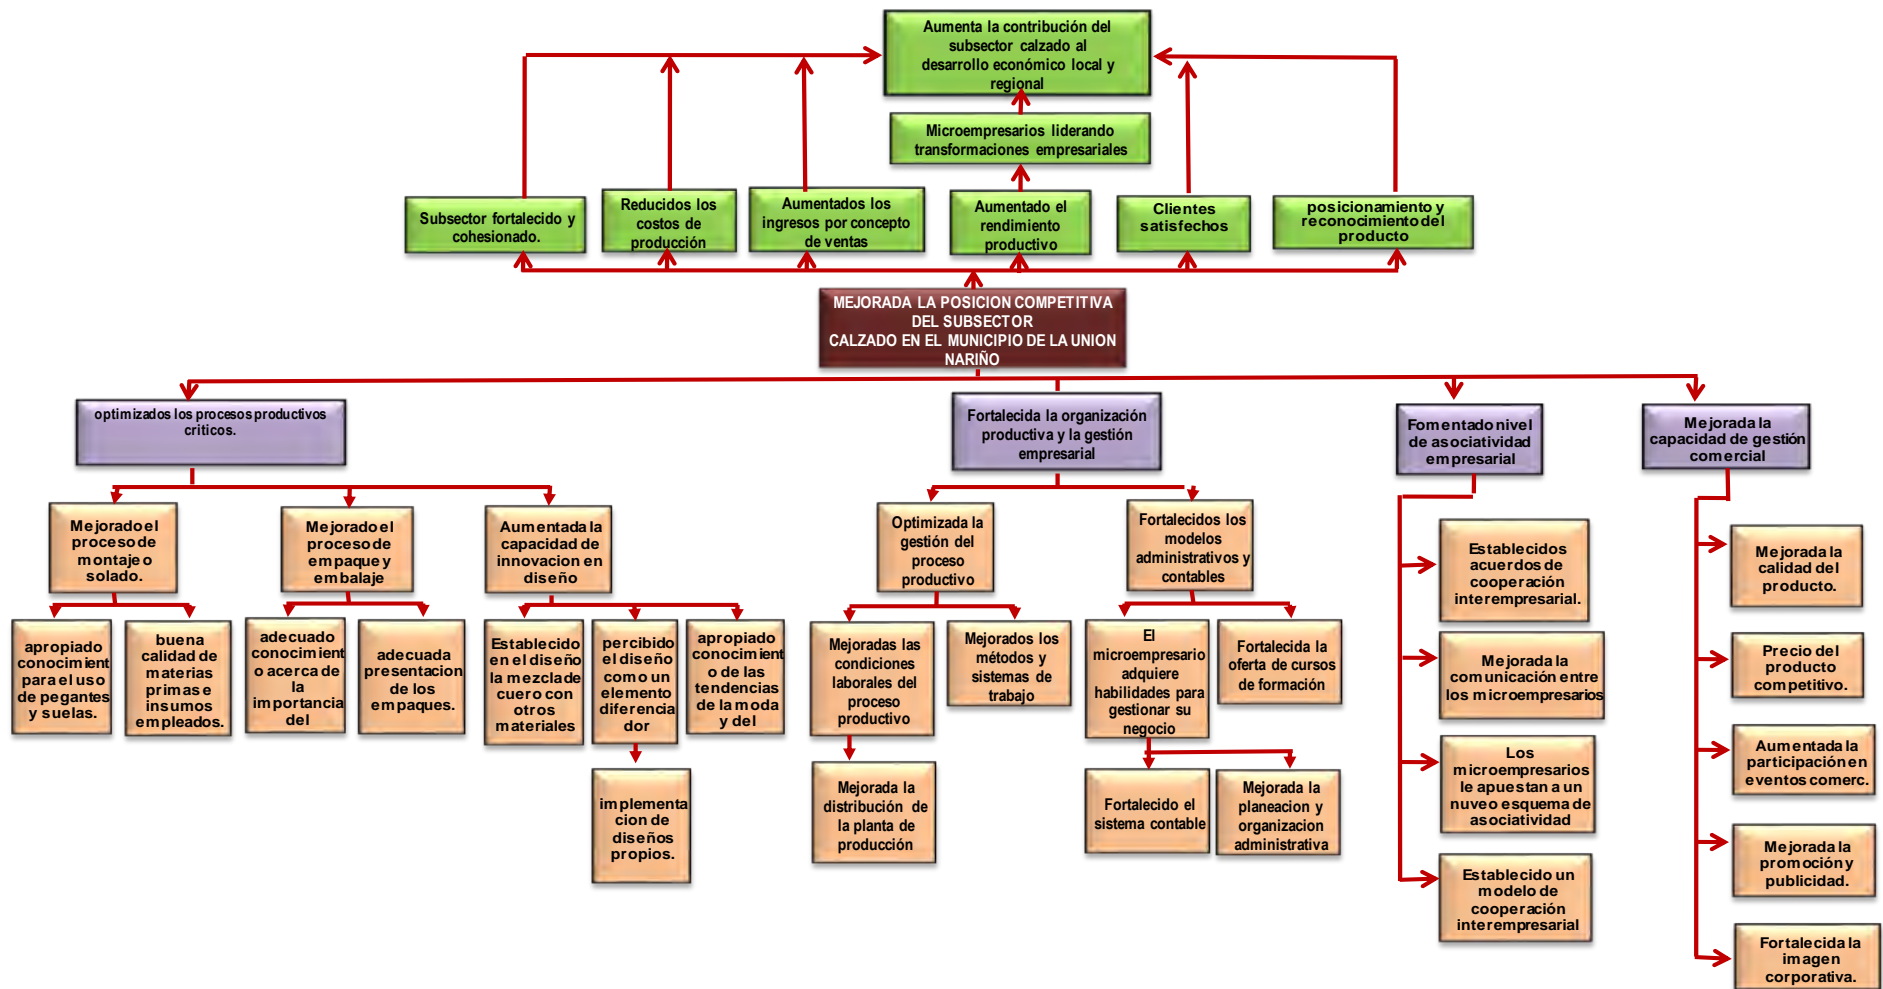 Aumenta la contribución del
subsector calzado al
desarrollo económico local y
regional
Microempresarios liderando
transformaciones empresariales
Subsector fortalecido y
cohesionado.
Reducidos los
costos de
producción
Aumentados los
ingresos por concepto
de ventas
Aumentado el
rendimiento
productivo
Clientes
satisfechos
posicionamiento y
reconocimiento del
producto
MEJORADA LA POSICION COMPETITIVA
DEL SUBSECTOR
CALZADO EN EL MUNICIPIO DE LA UNION
NARIÑO
optimizados los procesos productivos
criticos.
Fortalecida la organización
productiva y la gestión
empresarial
Fomentado nivel
de asociatividad
empresarial
Mejorada la
capacidad de gestión
comercial
Mejorado el
proceso de
montaje o
solado.
Mejorado el
proceso de
empaque y
embalaje
Aumentada la
capacidad de
innovacion en
diseño
Optimizada la
gestión del
proceso
productivo
Fortalecidos los
modelos
administrativos y
contables
apropiado
conocimient
para el uso
de pegantes
y suelas.
buena
calidad de
materias
primas e
insumos
empleados.
adecuado
conocimient
o acerca de
la
importancia
del
adecuada
presentacion
de los
empaques.
Establecido
en el diseño
la mezcla de
cuero con
otros
materiales
percibido
el diseño
como un
elemento
diferencia
dor
apropiado
conocimient
o de las
tendencias
de la moda
y del
implementa
cion de
diseños
propios.
Mejoradas las
condiciones
laborales del
proceso
productivo
Mejorados los
métodos y
sistemas de
trabajo
El
microempresario
adquiere
habilidades para
gestionar su
negocio
Fortalecida la
oferta de cursos
de formación
Mejorada la
distribución de
la planta de
producción
Fortalecido el
sistema contable
Mejorada la
planeacion y
organizacion
administrativa
Establecidos
acuerdos de
cooperación
interempresarial.
Mejorada la
comunicación entre
los microempresarios
Los
microempresarios
le apuestan a un
nuveo esquema de
asociatividad
Establecido un
modelo de
cooperación
interempresarial
Mejorada la
calidad del
producto.
Precio del
producto
competitivo.
Aumentada la
participación en
eventos comerc.
Mejorada la
promoción y
publicidad.
Fortalecida la
imagen
corporativa.